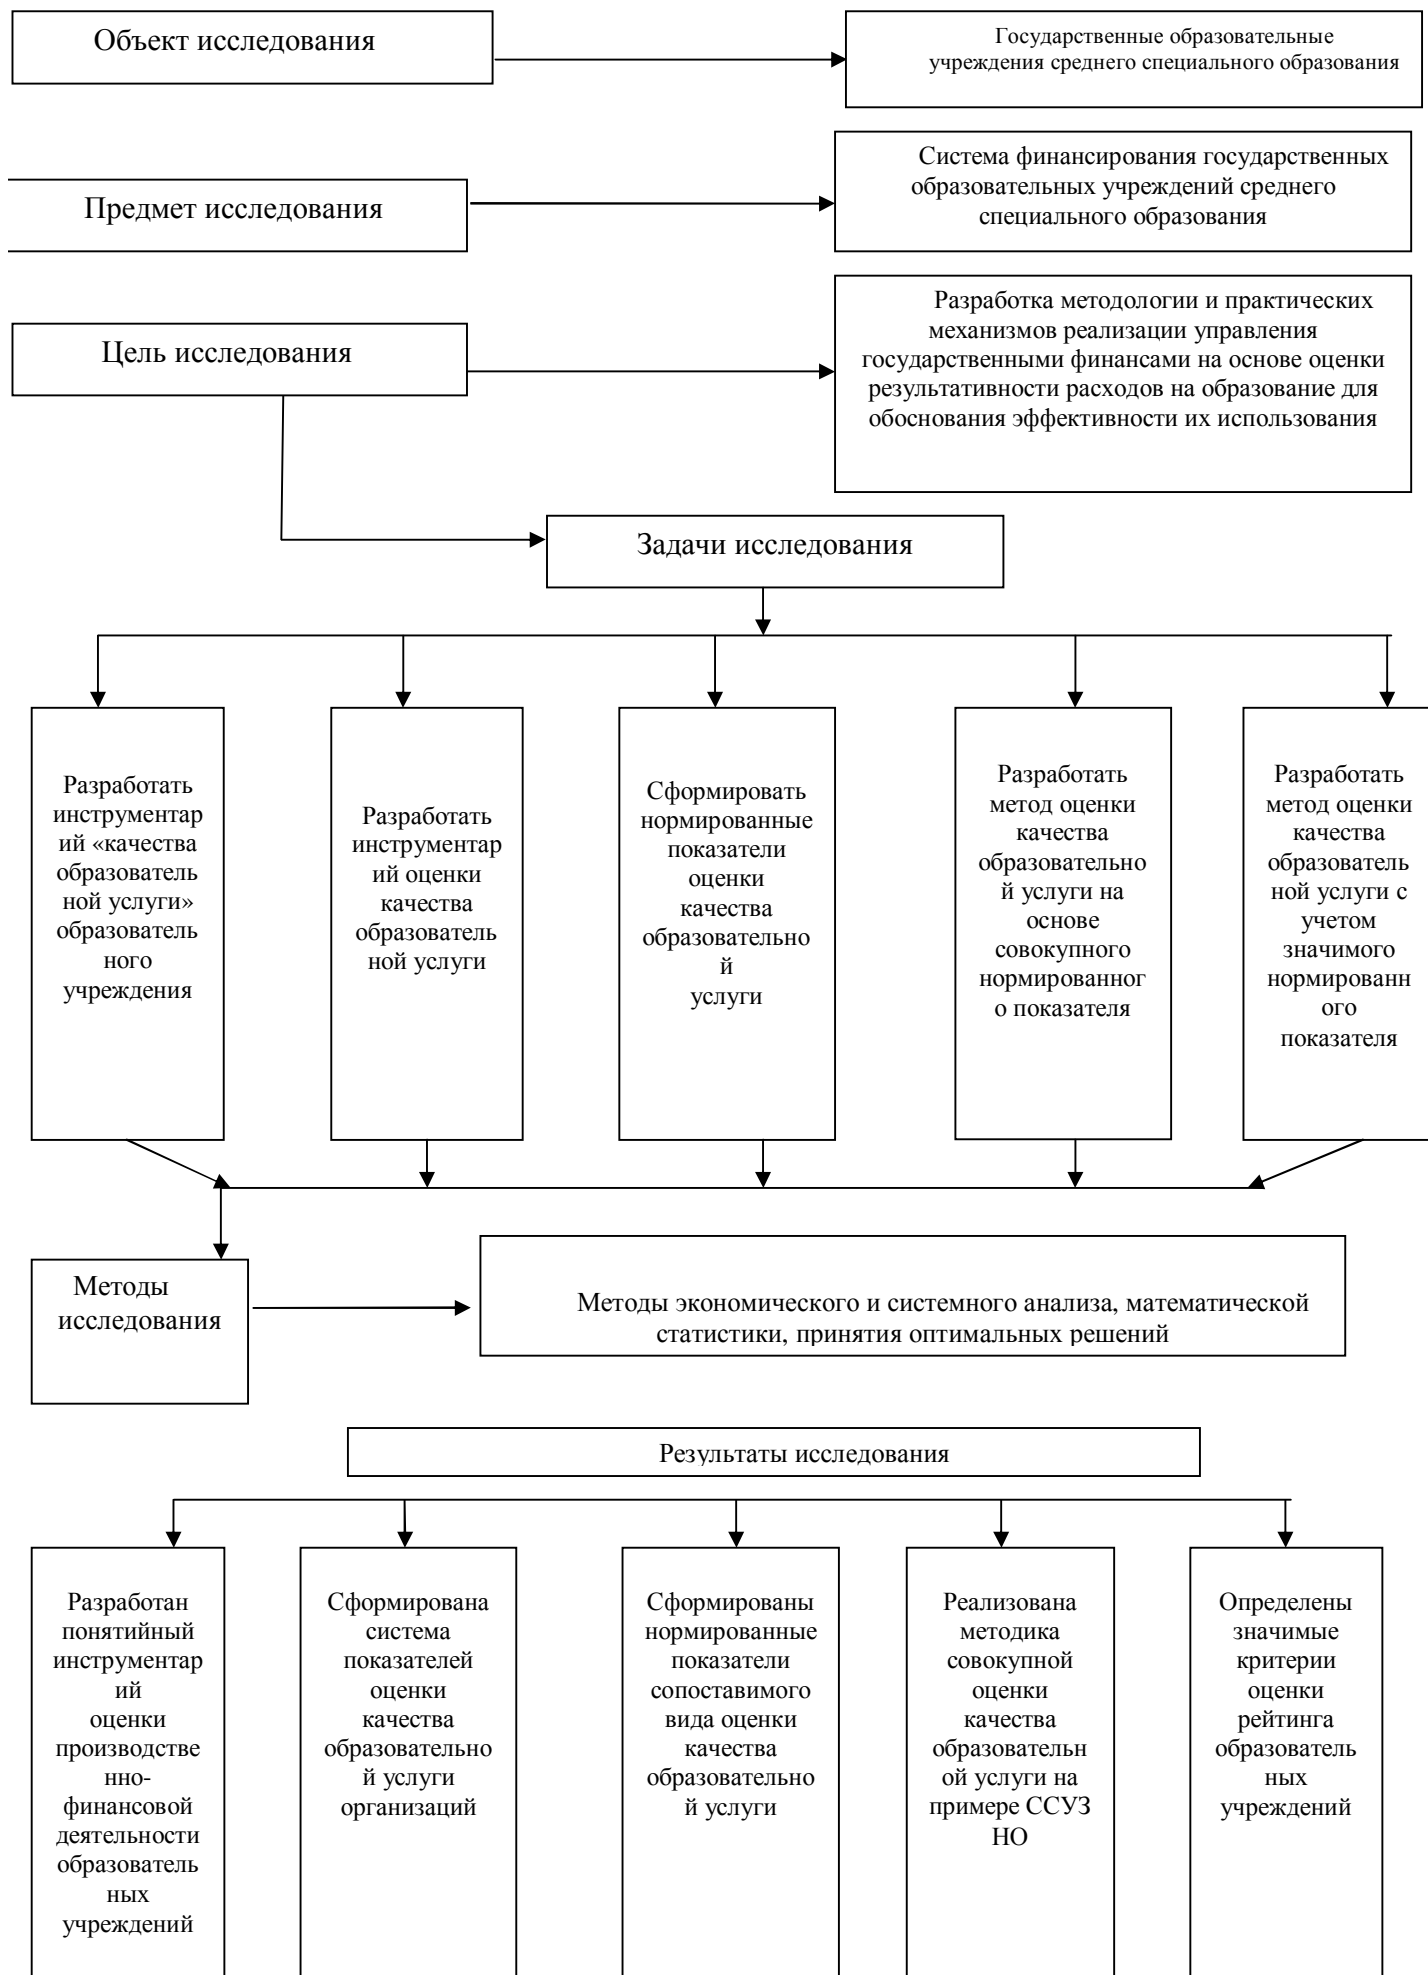 Объект исследования
Государственные образовательные
учреждения среднего специального образования
Предмет исследования
Система финансирования государственных
образовательных учреждений среднего
специального образования
Цель исследования
Разработка методологии и практических
механизмов реализации управления
государственными финансами на основе оценки
результативности расходов на образование для
обоснования эффективности их использования
Задачи исследования
Разработать
инструментар
ий «качества
образователь
ной услуги»
образователь
ного
учреждения
Разработать
инструментар
ий оценки
качества
образователь
ной услуги
Сформировать
нормированные
показатели
оценки
качества
образовательно
й
услуги
Разработать
метод оценки
качества
образовательно
й услуги на
основе
совокупного
нормированног
о показателя
Разработать
метод оценки
качества
образователь
ной услуги с
учетом
значимого
нормированн
ого
показателя
Методы
исследования
Методы экономического и системного анализа, математической
статистики, принятия оптимальных решений
Результаты исследования
Разработан
понятийный
инструментар
ий
оценки
производстве
нно-
финансовой
деятельности
образователь
ных
учреждений
Сформирована
система
показателей
оценки
качества
образовательно
й услуги
организаций
Сформированы
нормированные
показатели
сопоставимого
вида оценки
качества
образовательно
й услуги
Реализована
методика
совокупной
оценки
качества
образовательн
ой услуги на
примере ССУЗ
НО
Определены
значимые
критерии
оценки
рейтинга
образователь
ных
учреждений